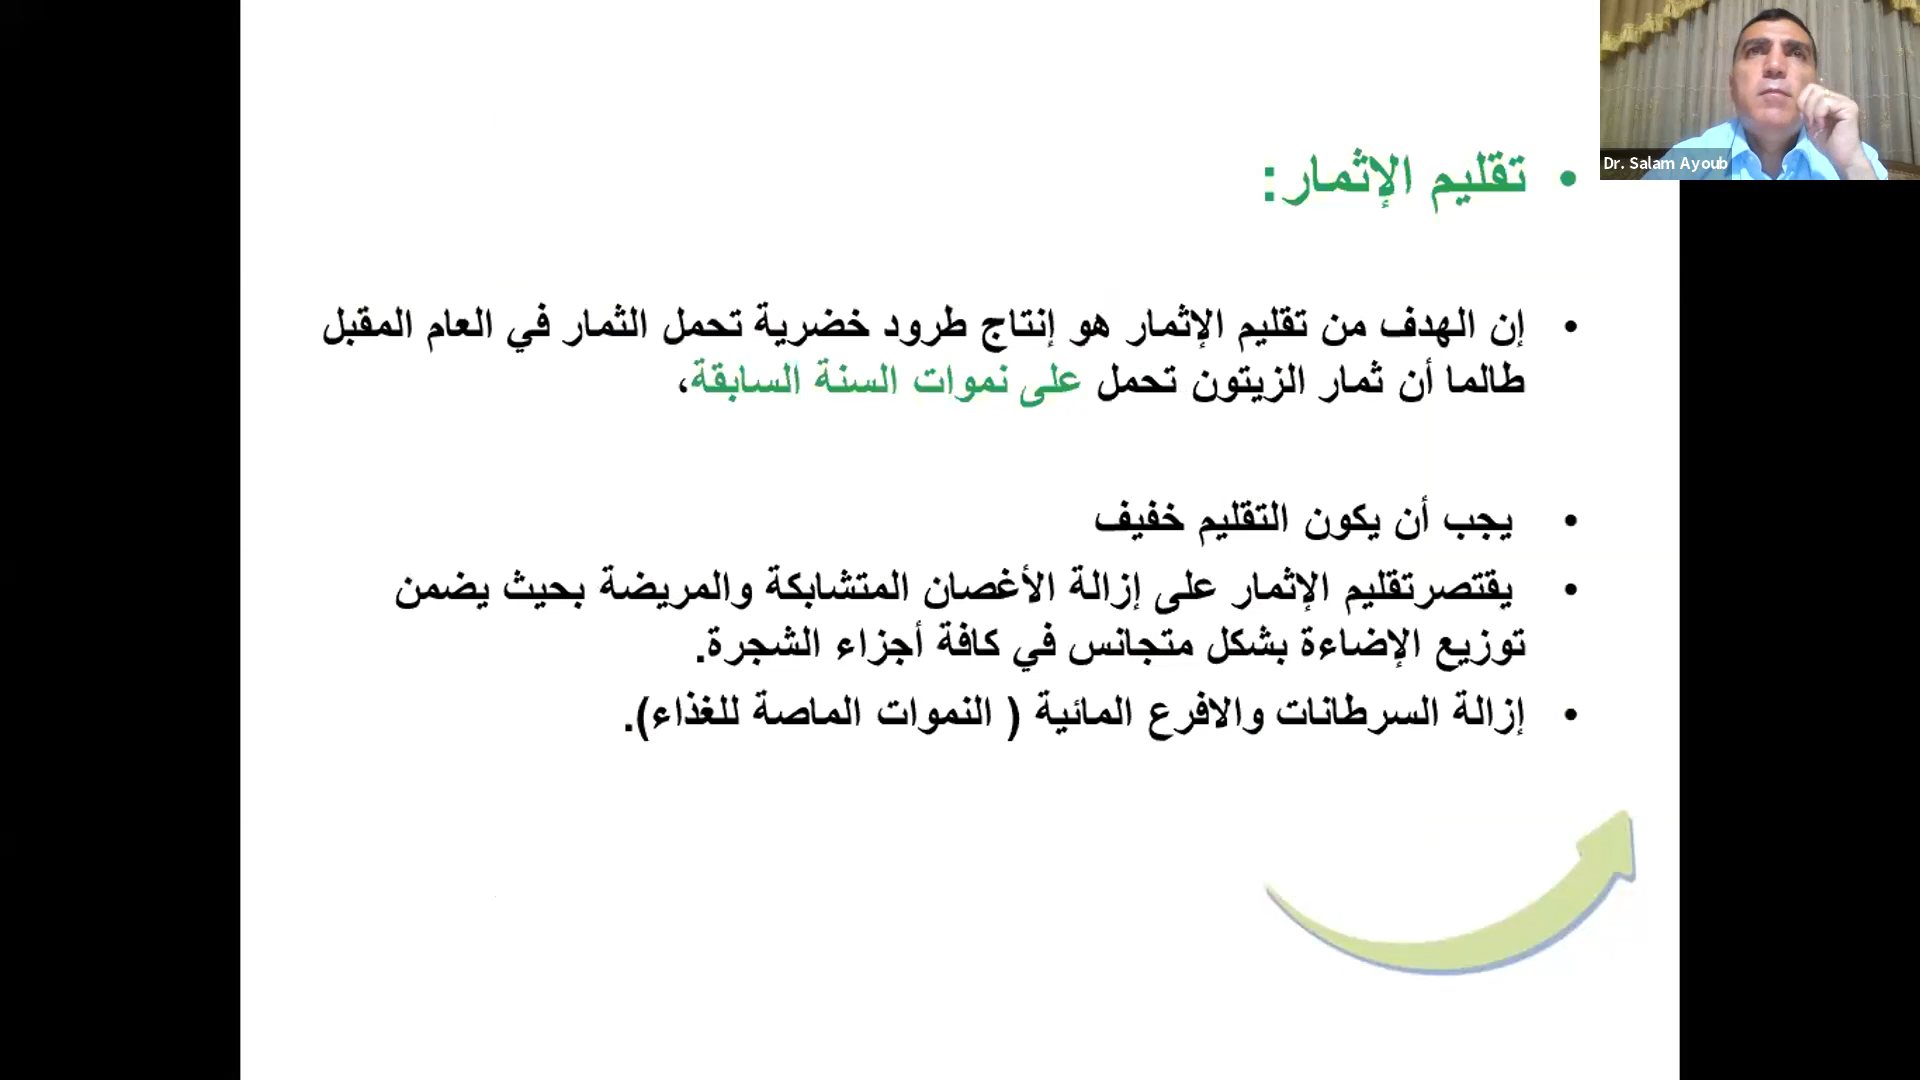 Dr. Salam Ayoub
• تقليم الإثمار:
• إن الهدف من تقليم الإثمار هو إنتاج طرود خضرية تحمل الثمار في العام المقبل
طالما أن ثمار الزيتون تحمل على نموات السنة السابقة،
• يجب أن يكون التقليم خفيف
• يقتصرتقليم الإثمار على إزالة الأغصان المتشابكة والمريضة بحيث يضمن
توزيع الإضاءة بشكل متجانس في كافة أجزاء الشجرة.
• إزالة السرطانات والافرع المائية ( النموات الماصة للغذاء).